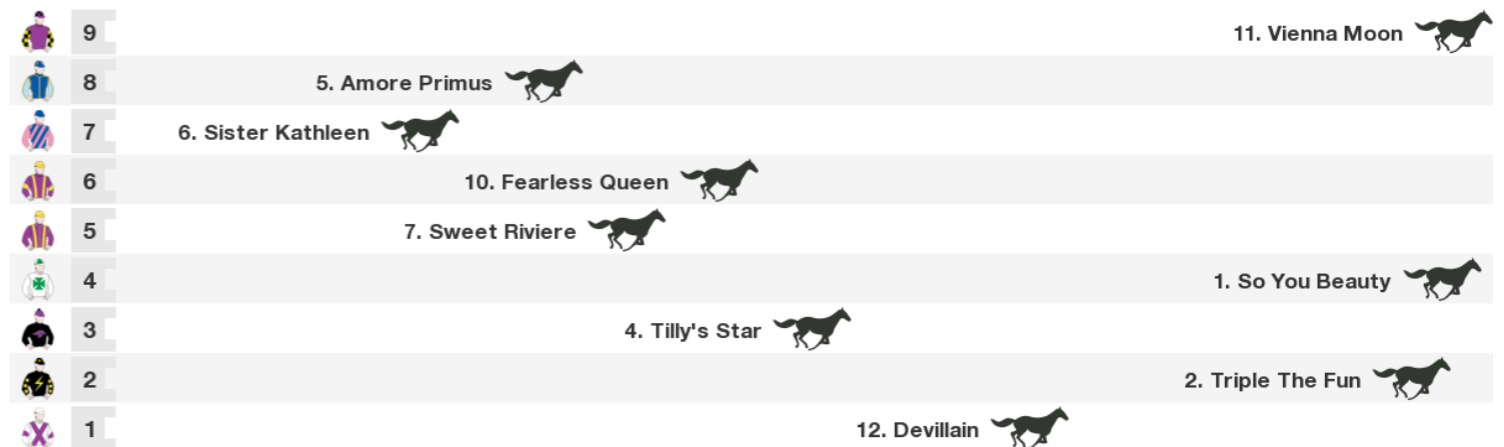 9 11. Vienna Moon
8 5. Amore Primus
7 6. Sister Kathleen
6 10. Fearless Queen
5 7. Sweet Riviere
4 1. So You Beauty
3 4. Tilly's Star
2 2. Triple The Fun
1 12. Devillain